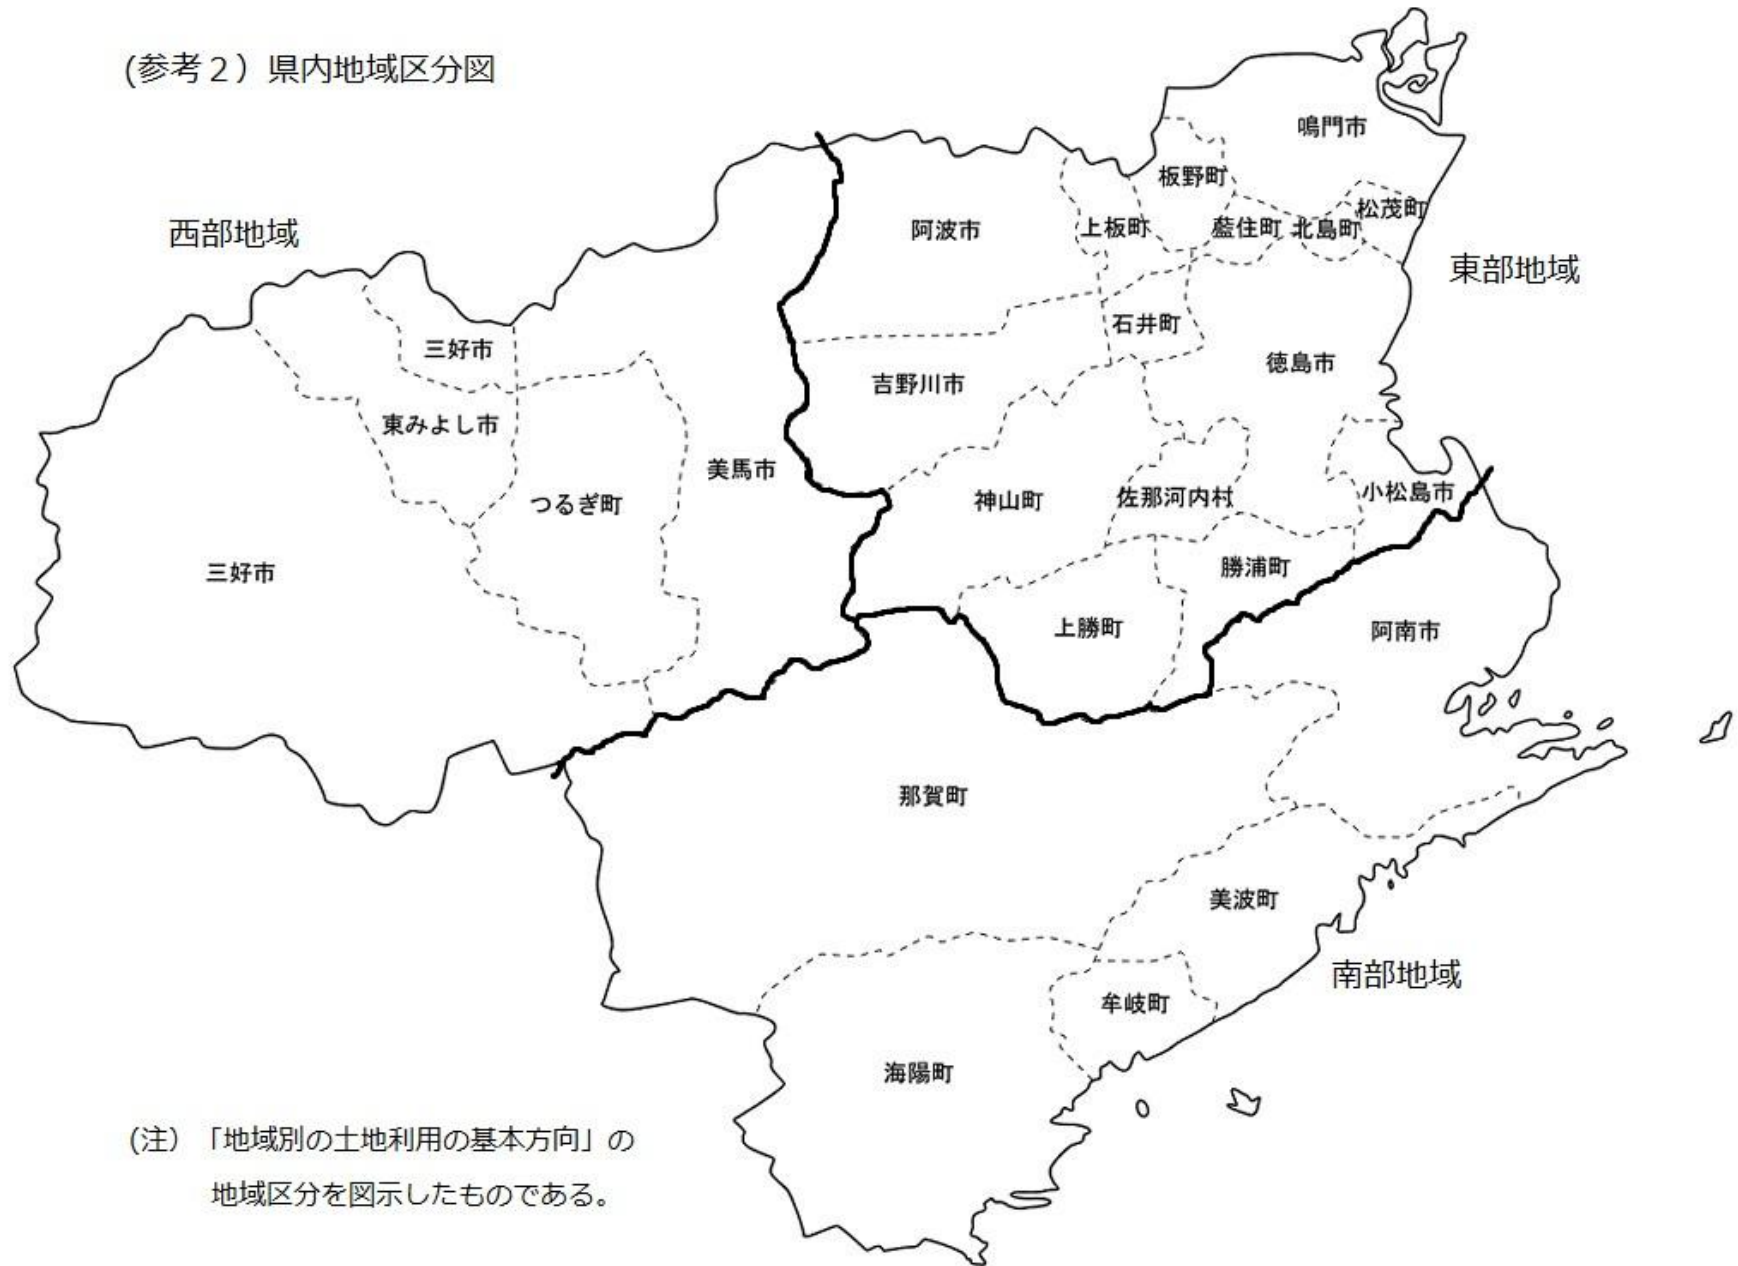 (参考２）県内地域区分図
鳴門市
板野町
松茂町
西部地域
阿波市
上板町
藍住町
北島町
東部地域
石井町
三好市
徳島市
吉野川市
東みよし市
美馬市
つるぎ町
神山町
佐那河内村
小松島市
三好市
勝浦町
上勝町
阿南市
那賀町
美波町
南部地域
牟岐町
海陽町
(注）「地域別の土地利用の基本方向」の
地域区分を図示したものである。